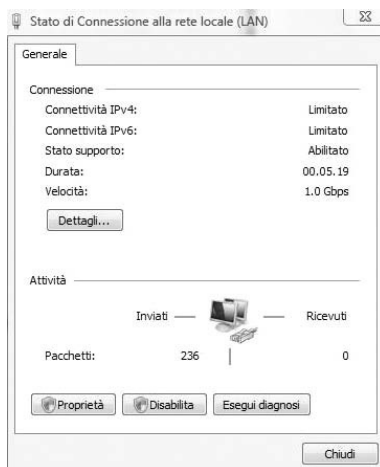 Stato di Connessione alla rete locale (LAN)
Generale
Connessione
Connettività IPv4: Limitato
Connettività IPv6: Limitato
Stato supporto: Abilitato
Durata: 00.05.19
Velocità: 1.0 Gbps
Dettagli...
Attività
Inviati Ricevuti
Pacchetti: 236 0
Proprietà Disabilita Esegui diagnosi
Chiudi